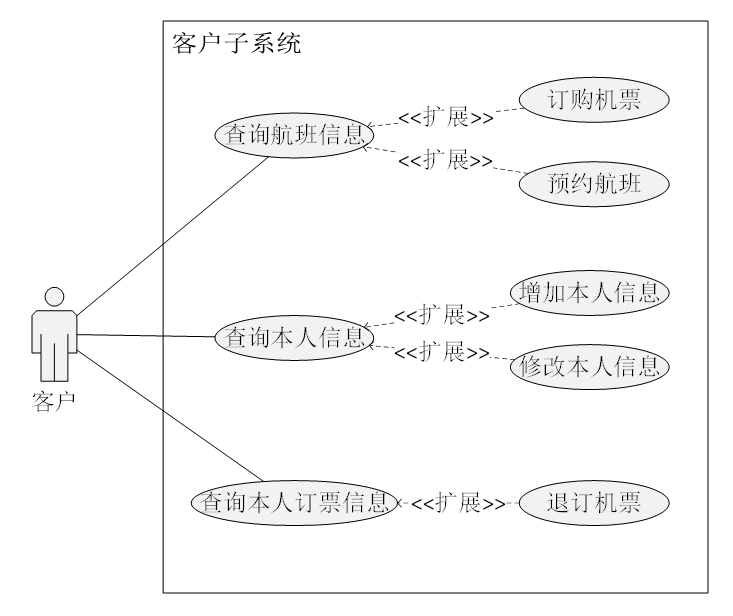 客户子系统
订购机票
<<扩展>>
查询航班信息
<<扩展>>
预约航班
增加本人信息
<<扩展>>
查询本人信息
<<扩展>>
修改本人信息
客户
查询本人订票信息
<<扩展>>
退订机票